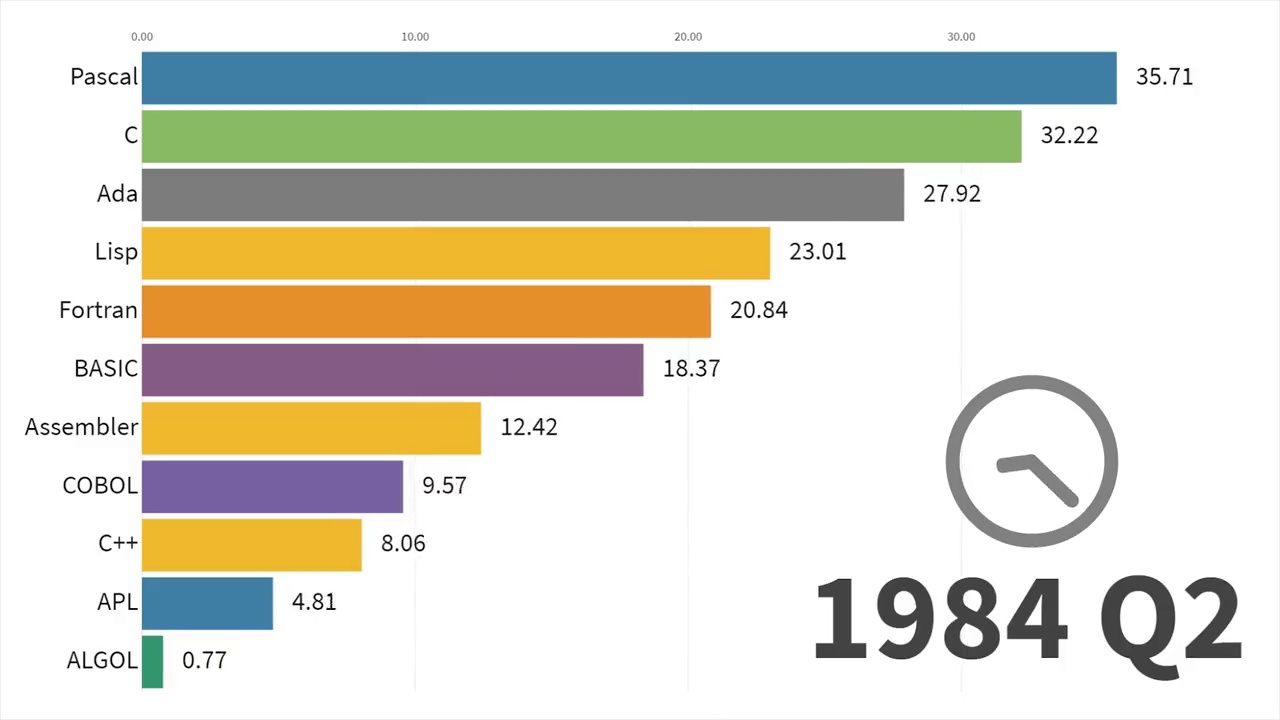 0.00 10.00 20.00 30.00
Pascal 35.71
C 32.22
Ada 27.92
Lisp 23.01
Fortran 20.84
BASIC 18.37
Assembler 12.42
COBOL 9.57
C++ 8.06
APL 4.81
ALGOL 0.77
1984 Q2